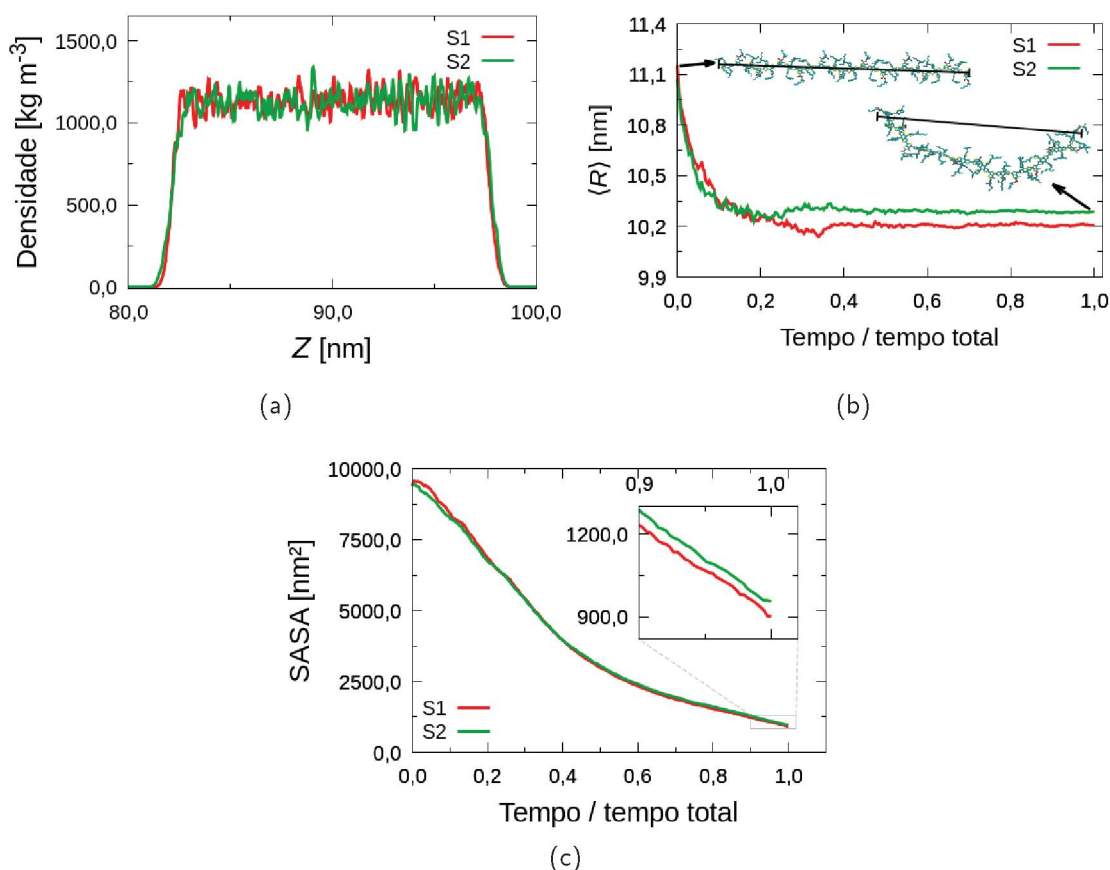 1500,0
1000,0
500,0
0,0
Densidade [kg m⁻³]
S1
S2
80,0 90,0 100,0
Z [nm]
(a)
11,4
11,1
10,8
10,5
10,2
9,9
⟨R⟩ [nm]
S1
S2
0,0 0,2 0,4 0,6 0,8 1,0
Tempo / tempo total
(b)
10000,0
7500,0
5000,0
2500,0
0,0
SASA [nm²]
0,9 1,0
1200,0
900,0
S1
S2
0,0 0,2 0,4 0,6 0,8 1,0
Tempo / tempo total
(c)